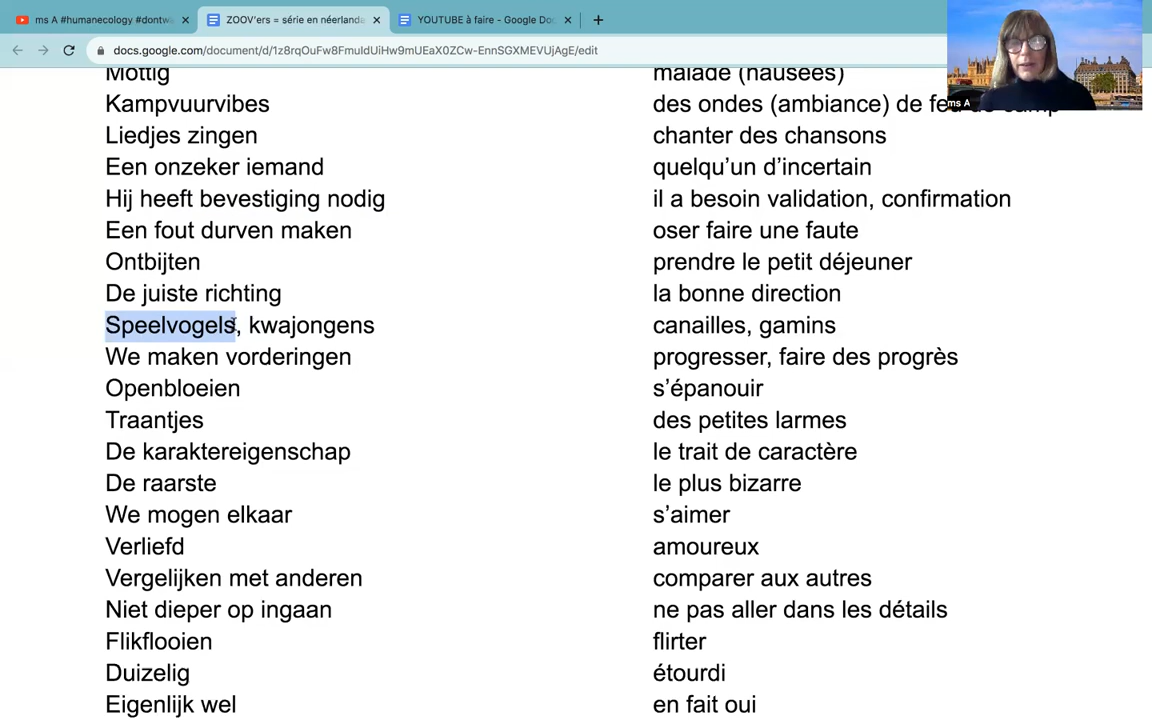 ms A #humanecology #dontwa
ZOOV'ers = série en néerlanda
YOUTUBE à faire - Google Doc
docs.google.com/document/d/1z8rqOuFw8FmuIdUiHw9mUEaX0ZCw-EnnSGXMEVUjAgE/edit
ms A
Mottig malade (nausées)
Kampvuurvibes des ondes (ambiance) de feu de camp
Liedjes zingen chanter des chansons
Een onzeker iemand quelqu'un d'incertain
Hij heeft bevestiging nodig il a besoin validation, confirmation
Een fout durven maken oser faire une faute
Ontbijten prendre le petit déjeuner
De juiste richting la bonne direction
Speelvogels, kwajongens canailles, gamins
We maken vorderingen progresser, faire des progrès
Openbloeien s'épanouir
Traantjes des petites larmes
De karaktereigenschap le trait de caractère
De raarste le plus bizarre
We mogen elkaar s'aimer
Verliefd amoureux
Vergelijken met anderen comparer aux autres
Niet dieper op ingaan ne pas aller dans les détails
Flikflooien flirter
Duizelig étourdi
Eigenlijk wel en fait oui